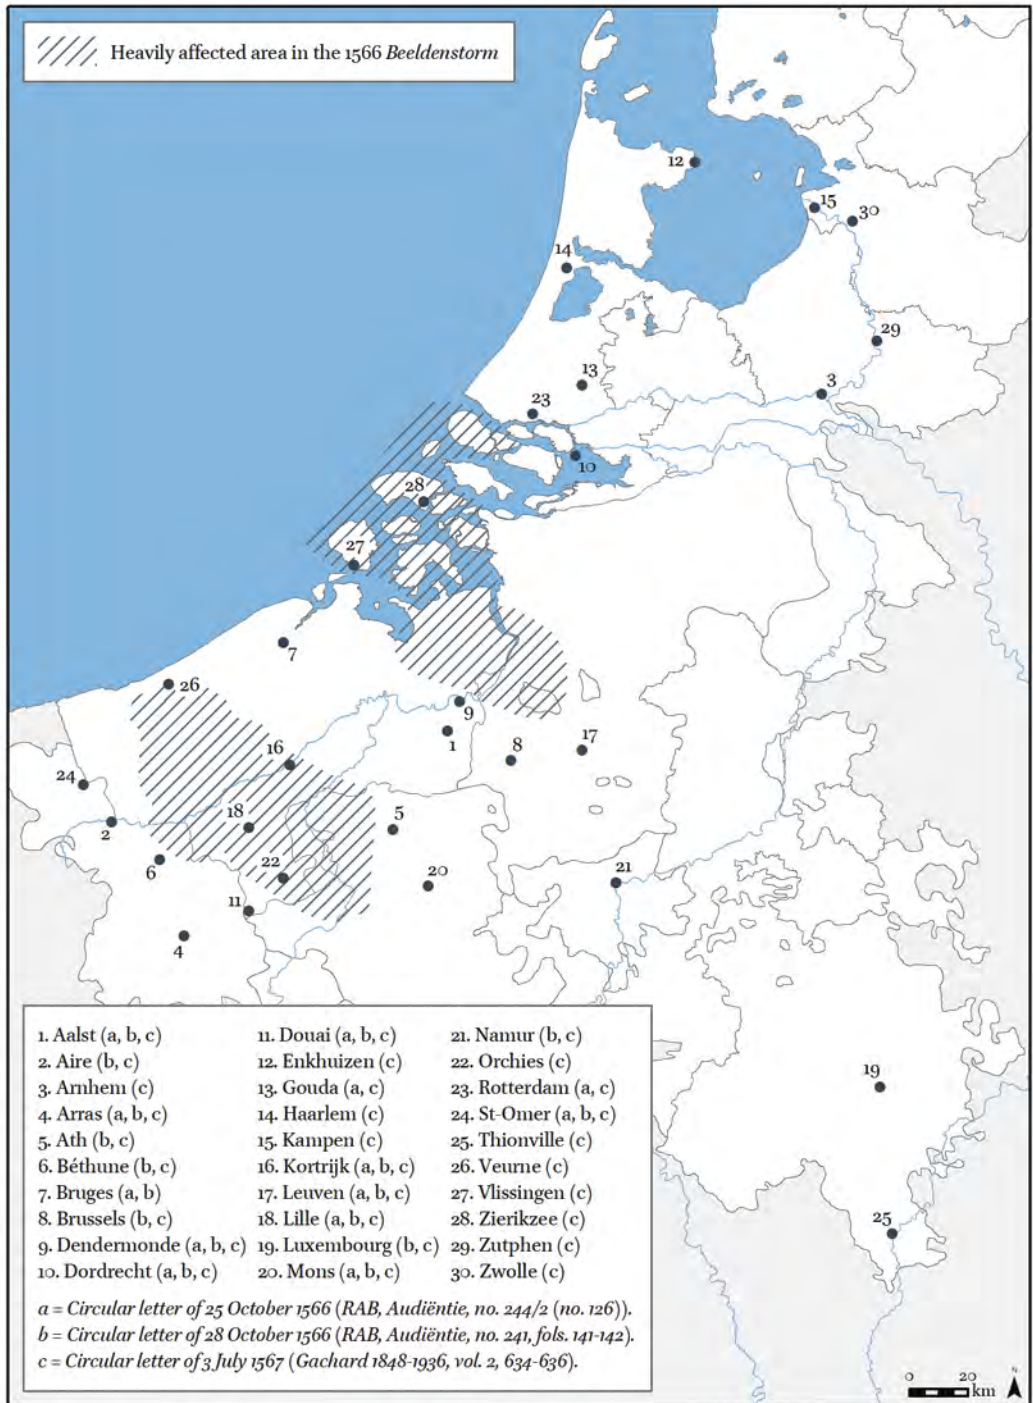 Heavily affected area in the 1566 Beeldenstorm
12
15
30
14
29
13
3
23
10
28
27
7
26
9
1
16
8
17
24
2
18
5
6
22
20
21
11
4
19
25
1. Aalst (a, b, c)
2. Aire (b, c)
3. Arnhem (c)
4. Arras (a, b, c)
5. Ath (b, c)
6. Béthune (b, c)
7. Bruges (a, b)
8. Brussels (b, c)
9. Dendermonde (a, b, c)
10. Dordrecht (a, b, c)
11. Douai (a, b, c)
12. Enkhuizen (c)
13. Gouda (a, c)
14. Haarlem (c)
15. Kampen (c)
16. Kortrijk (a, b, c)
17. Leuven (a, b, c)
18. Lille (a, b, c)
19. Luxembourg (b, c)
20. Mons (a, b, c)
21. Namur (b, c)
22. Orchies (c)
23. Rotterdam (a, c)
24. St-Omer (a, b, c)
25. Thionville (c)
26. Veurne (c)
27. Vlissingen (c)
28. Zierikzee (c)
29. Zutphen (c)
30. Zwolle (c)
a = Circular letter of 25 October 1566 (RAB, Audiëntie, no. 244/2 (no. 126)).
b = Circular letter of 28 October 1566 (RAB, Audiëntie, no. 241, fols. 141-142).
c = Circular letter of 3 July 1567 (Gachard 1848-1936, vol. 2, 634-636).
0 20
km
N